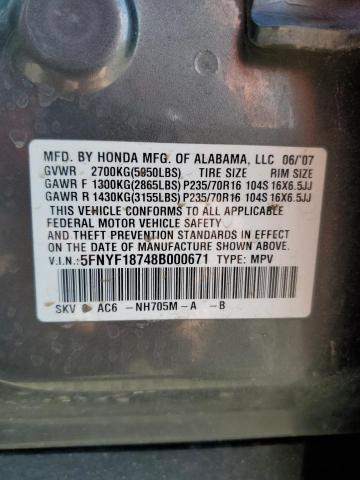 MFD. BY HONDA MFG. OF ALABAMA, LLC 06/'07
GVWR 2700KG(5950LBS) TIRE SIZE RIM SIZE
GAWR F 1300KG(2865LBS) P235/70R16 104S 16X6.5JJ
GAWR R 1430KG(3155LBS) P235/70R16 104S 16X6.5JJ
THIS VEHICLE CONFORMS TO ALL APPLICABLE
FEDERAL MOTOR VEHICLE SAFETY
AND THEFT PREVENTION STANDARDS IN EFFECT
ON THE DATE OF MANUFACTURE SHOWN ABOVE.
V.I.N.: 5FNYF18748B000671 TYPE: MPV
SKV AC6 -NH705M-A -B